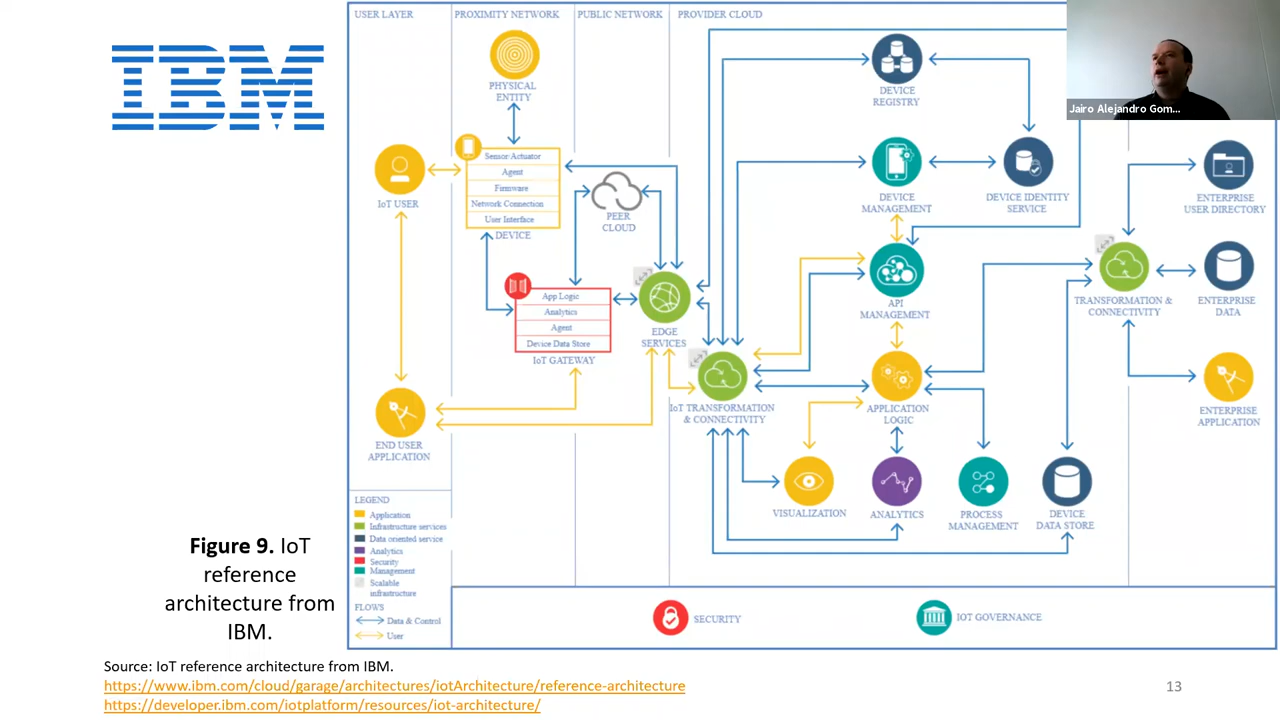 IBM
USER LAYER
PROXIMITY NETWORK
PUBLIC NETWORK
PROVIDER CLOUD
Jairo Alejandro Gom...
PHYSICAL
ENTITY
DEVICE
REGISTRY
IoT USER
Sensor/Actuator
Agent
Firmware
Network Connection
User Interface
DEVICE
PEER
CLOUD
DEVICE
MANAGEMENT
DEVICE IDENTITY
SERVICE
ENTERPRISE
USER DIRECTORY
App Logic
Analytics
Agent
Device Data Store
IoT GATEWAY
EDGE
SERVICES
API
MANAGEMENT
TRANSFORMATION &
CONNECTIVITY
ENTERPRISE
DATA
END USER
APPLICATION
IoT TRANSFORMATION
& CONNECTIVITY
APPLICATION
LOGIC
ENTERPRISE
APPLICATION
VISUALIZATION
ANALYTICS
PROCESS
MANAGEMENT
DEVICE
DATA STORE
LEGEND
Application
Infrastructure services
Data oriented service
Analytics
Security
Management
Scalable
infrastructure
FLOWS
Data & Control
User
SECURITY
IOT GOVERNANCE
Figure 9. IoT
reference
architecture from
IBM.
Source: IoT reference architecture from IBM.
https://www.ibm.com/cloud/garage/architectures/iotArchitecture/reference-architecture
https://developer.ibm.com/iotplatform/resources/iot-architecture/
13